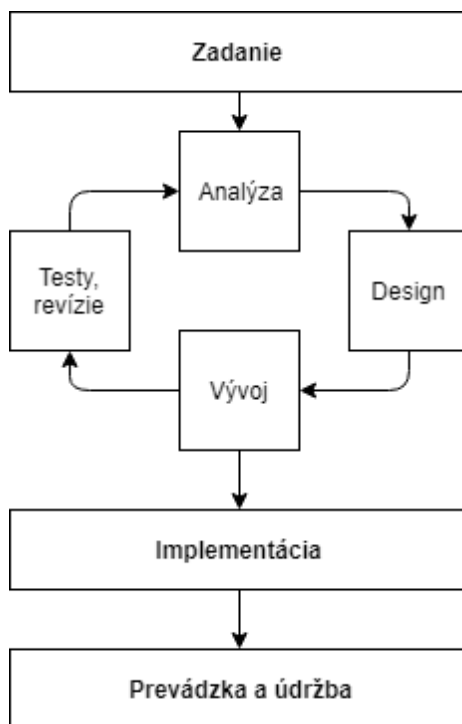 Zadanie
Analýza
Testy,
revízie
Design
Vývoj
Implementácia
Prevádzka a údržba